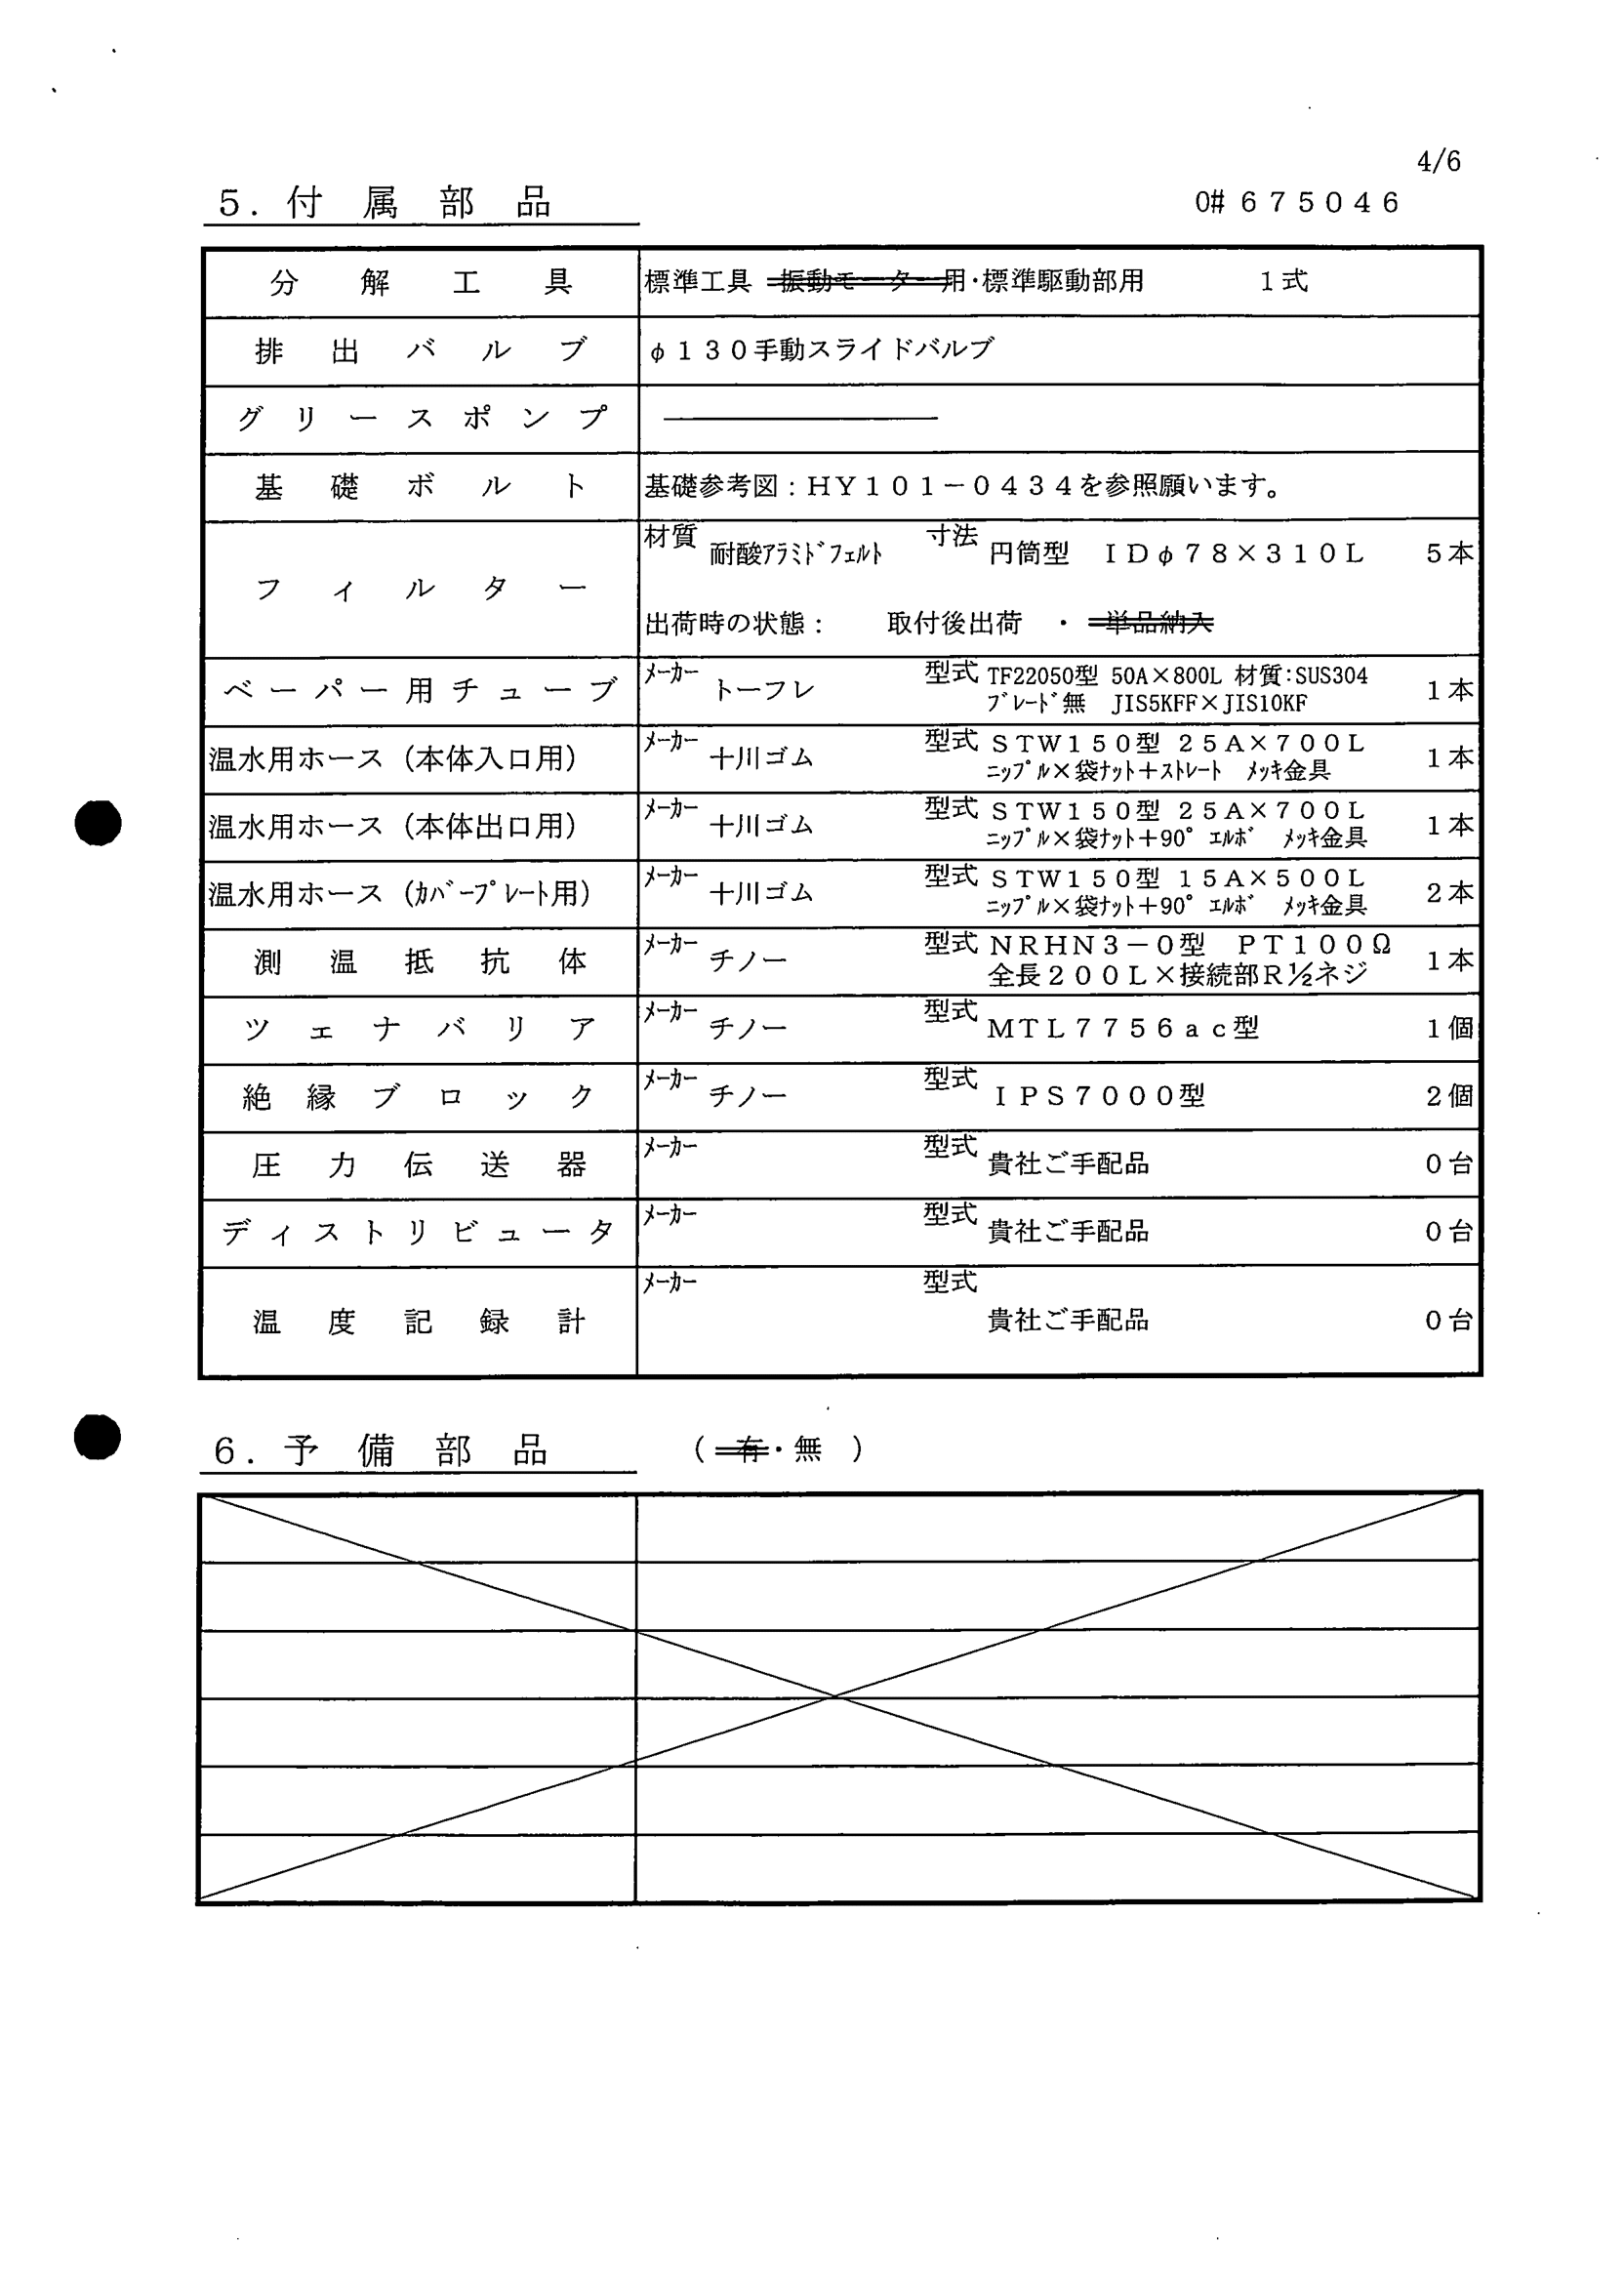 4/6
5．付属部品
0# 675046
分解工具 標準工具 振動モーター用・標準駆動部用 1式
排出バルブ φ130手動スライドバルブ
グリースポンプ
基礎ボルト 基礎参考図：HY101－0434を参照願います。
フィルター 材質 耐酸ｱﾗﾐﾄﾞﾌｪﾙﾄ 寸法 円筒型 IDφ78×310L 5本
出荷時の状態： 取付後出荷 ・ 単品納入
ベーパー用チューブ ﾒｰｶｰ トーフレ 型式 TF22050型 50A×800L 材質:SUS304 1本
ﾌﾞﾚｰﾄﾞ無 JIS5KFF×JIS10KF
温水用ホース（本体入口用） ﾒｰｶｰ 十川ゴム 型式 STW150型 25A×700L 1本
ﾆｯﾌﾟﾙ×袋ﾅｯﾄ＋ｽﾄﾚｰﾄ ﾒｯｷ金具
温水用ホース（本体出口用） ﾒｰｶｰ 十川ゴム 型式 STW150型 25A×700L 1本
ﾆｯﾌﾟﾙ×袋ﾅｯﾄ＋90° ｴﾙﾎﾞ ﾒｯｷ金具
温水用ホース（ｶﾊﾞｰﾌﾟﾚｰﾄ用） ﾒｰｶｰ 十川ゴム 型式 STW150型 15A×500L 2本
ﾆｯﾌﾟﾙ×袋ﾅｯﾄ＋90° ｴﾙﾎﾞ ﾒｯｷ金具
測温抵抗体 ﾒｰｶｰ チノー 型式 NRHN3－0型 PT100Ω 1本
全長200L×接続部R½ネジ
ツェナバリア ﾒｰｶｰ チノー 型式 MTL7756ac型 1個
絶縁ブロック ﾒｰｶｰ チノー 型式 IPS7000型 2個
圧力伝送器 ﾒｰｶｰ 型式 貴社ご手配品 0台
ディストリビュータ ﾒｰｶｰ 型式 貴社ご手配品 0台
温度記録計 ﾒｰｶｰ 型式 貴社ご手配品 0台
6．予備部品 （ 有・無 ）